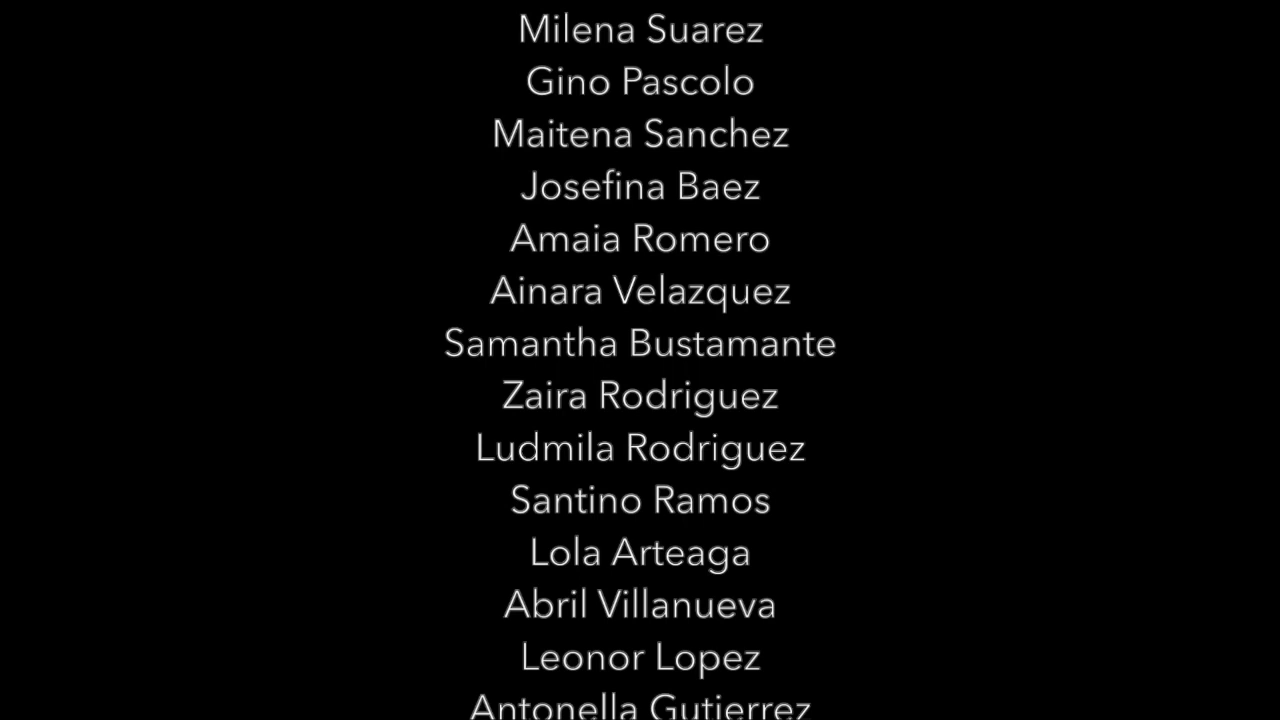 Milena Suarez
Gino Pascolo
Maitena Sanchez
Josefina Baez
Amaia Romero
Ainara Velazquez
Samantha Bustamante
Zaira Rodriguez
Ludmila Rodriguez
Santino Ramos
Lola Arteaga
Abril Villanueva
Leonor Lopez
Antonella Gutierrez